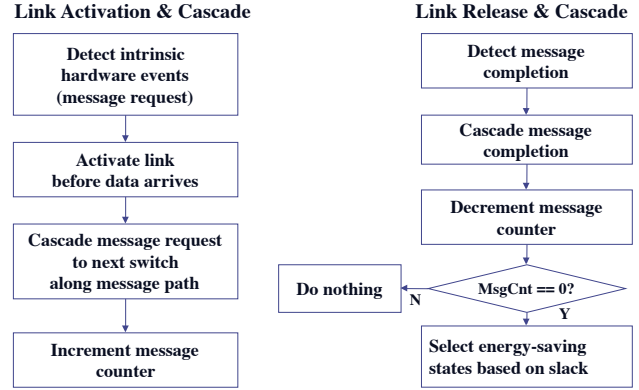 Link Activation & Cascade
Detect intrinsic
hardware events
(message request)
Activate link
before data arrives
Cascade message request
to next switch
along message path
Increment message
counter
Link Release & Cascade
Detect message
completion
Cascade message
completion
Decrement message
counter
MsgCnt == 0?
N
Do nothing
Y
Select energy-saving
states based on slack